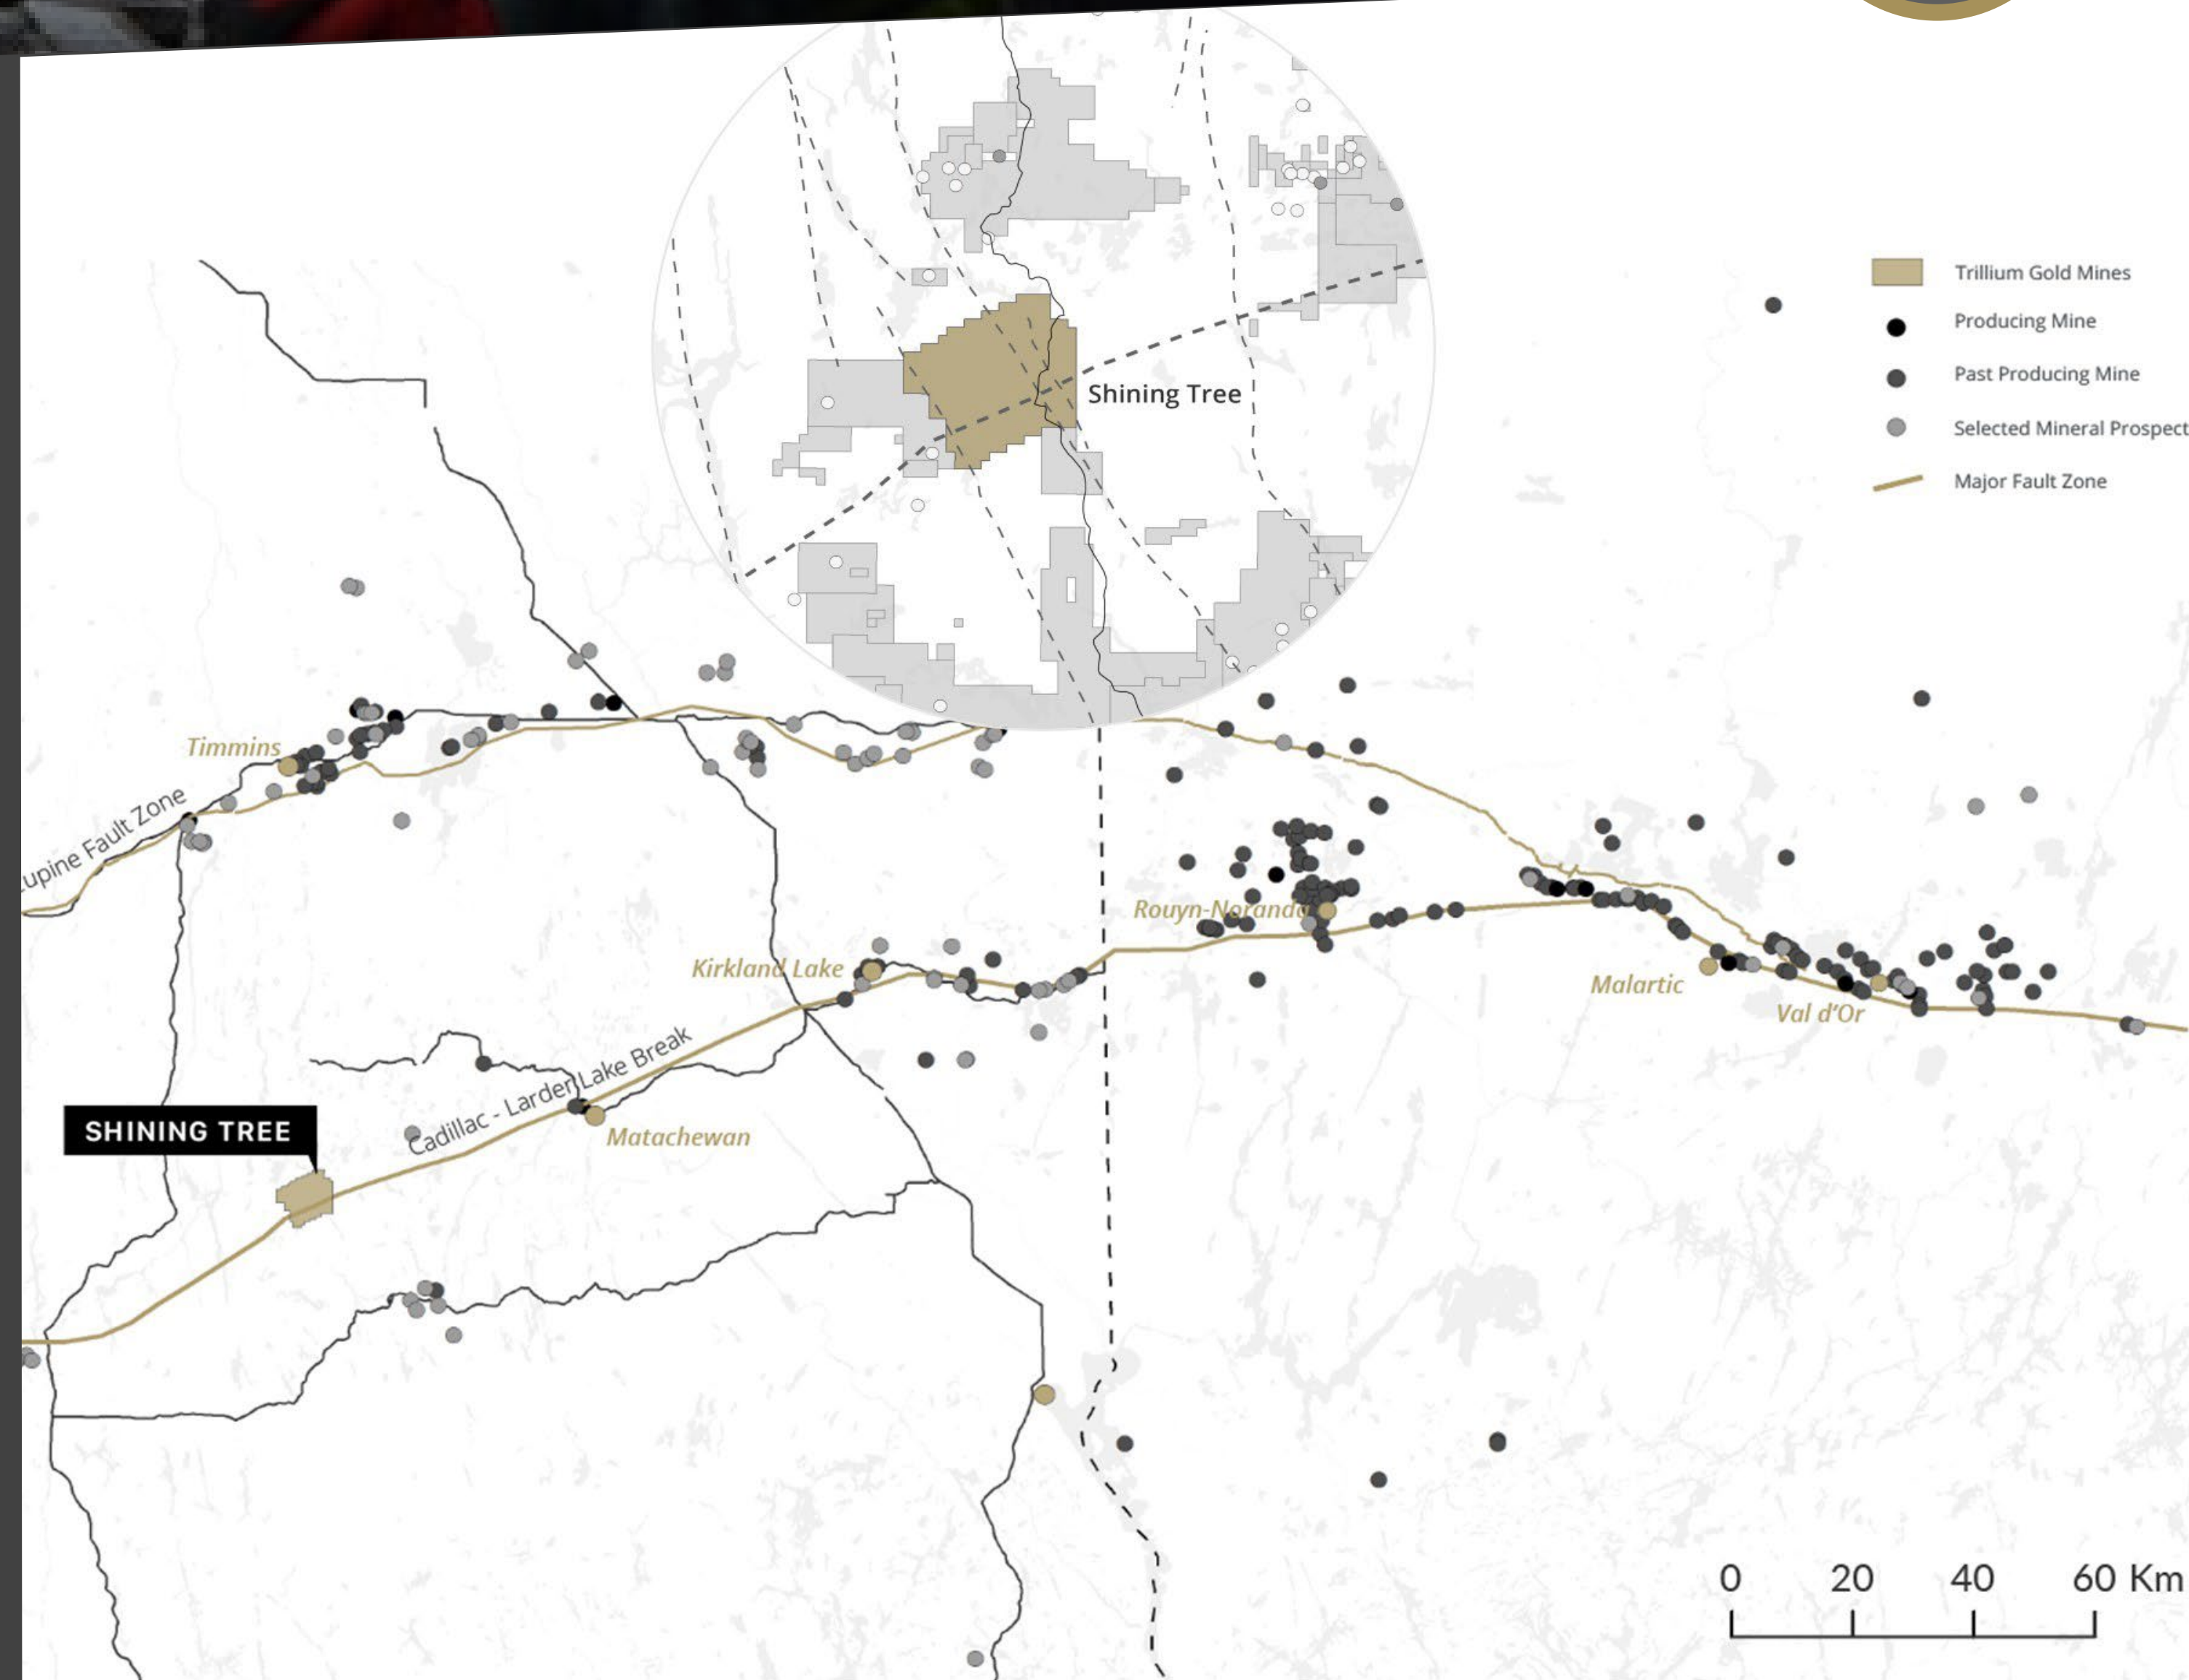 Shining Tree
Trillium Gold Mines
Producing Mine
Past Producing Mine
Selected Mineral Prospect
Major Fault Zone
Timmins
Fault Zone
Rouyn-Noranda
Kirkland Lake
Malartic
Val d'Or
Cadillac - Larder Lake Break
SHINING TREE
Matachewan
0 20 40 60 Km